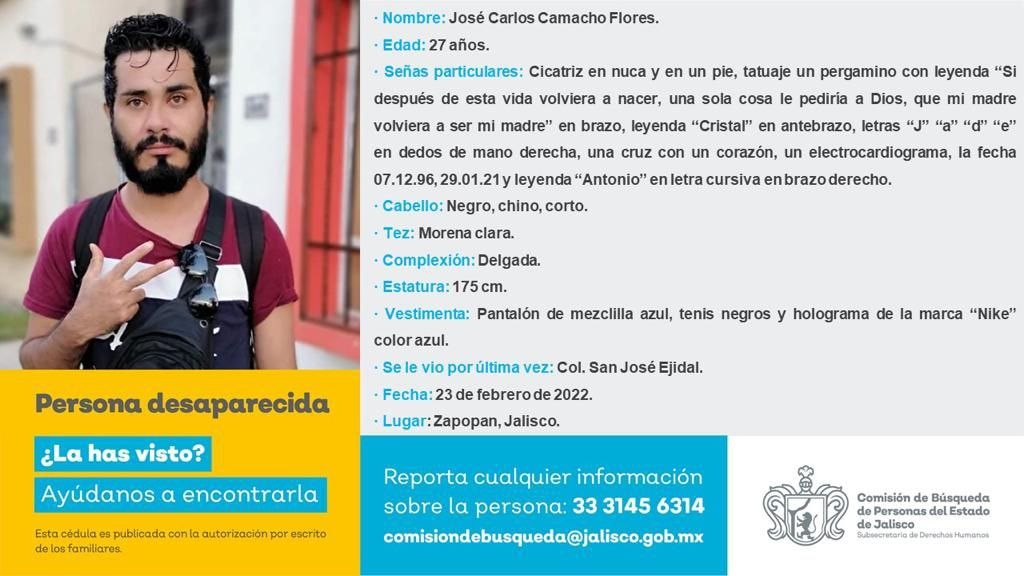 · Nombre: José Carlos Camacho Flores.
· Edad: 27 años.
· Señas particulares: Cicatriz en nuca y en un pie, tatuaje un pergamino con leyenda “Si
después de esta vida volviera a nacer, una sola cosa le pediría a Dios, que mi madre
volviera a ser mi madre” en brazo, leyenda “Cristal” en antebrazo, letras “J” “a” “d” “e”
en dedos de mano derecha, una cruz con un corazón, un electrocardiograma, la fecha
07.12.96, 29.01.21 y leyenda “Antonio” en letra cursiva en brazo derecho.
· Cabello: Negro, chino, corto.
· Tez: Morena clara.
· Complexión: Delgada.
· Estatura: 175 cm.
· Vestimenta: Pantalón de mezclilla azul, tenis negros y holograma de la marca “Nike”
color azul.
· Se le vio por última vez: Col. San José Ejidal.
· Fecha: 23 de febrero de 2022.
· Lugar: Zapopan, Jalisco.
Persona desaparecida
¿La has visto?
Ayúdanos a encontrarla
Esta cédula es publicada con la autorización por escrito
de los familiares.
Reporta cualquier información
sobre la persona: 33 3145 6314
comisiondebusqueda@jalisco.gob.mx
Comisión de Búsqueda
de Personas del Estado
de Jalisco
Subsecretaría de Derechos Humanos